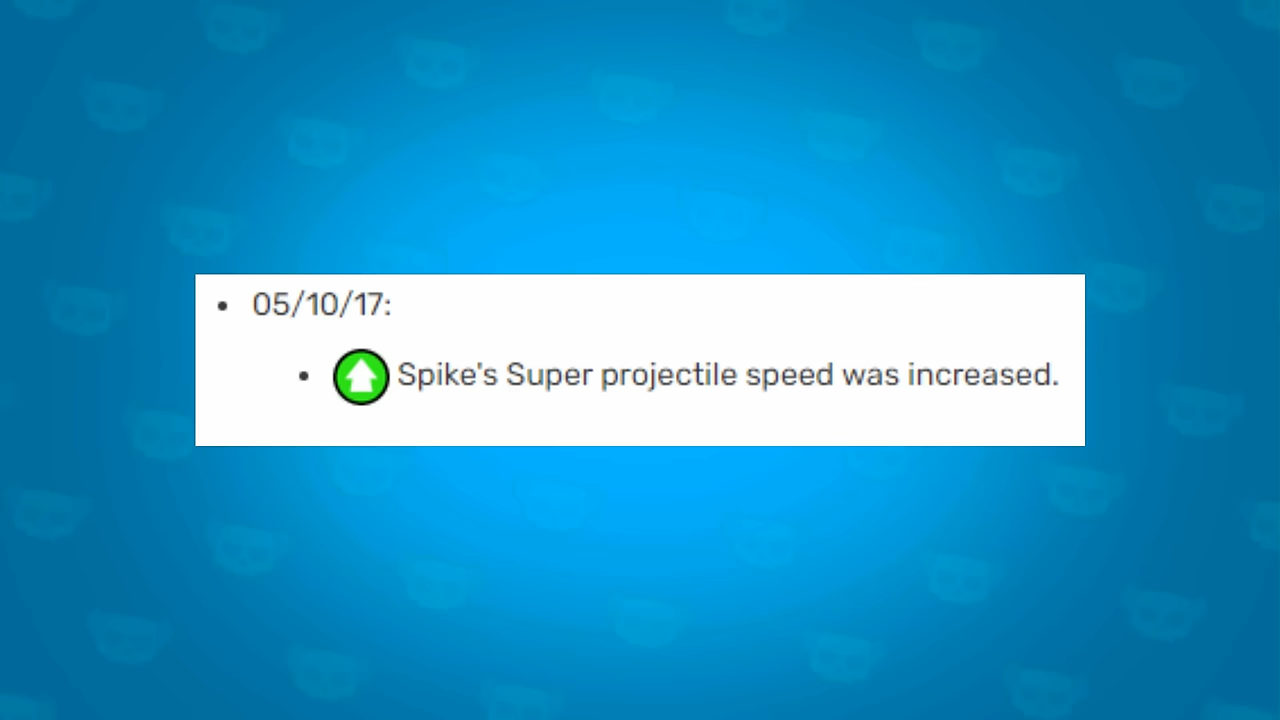 • 05/10/17:
• Spike's Super projectile speed was increased.